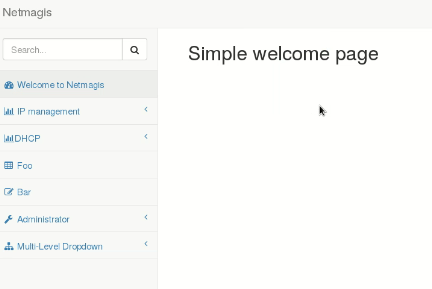 Netmagis
Search...
Simple welcome page
Welcome to Netmagis
IP management
DHCP
Foo
Bar
Administrator
Multi-Level Dropdown